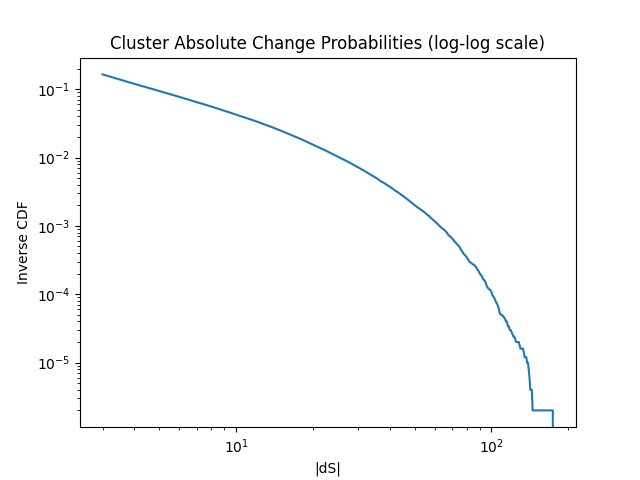 Cluster Absolute Change Probabilities (log-log scale)
Inverse CDF
10⁻¹
10⁻²
10⁻³
10⁻⁴
10⁻⁵
10¹
10²
|dS|